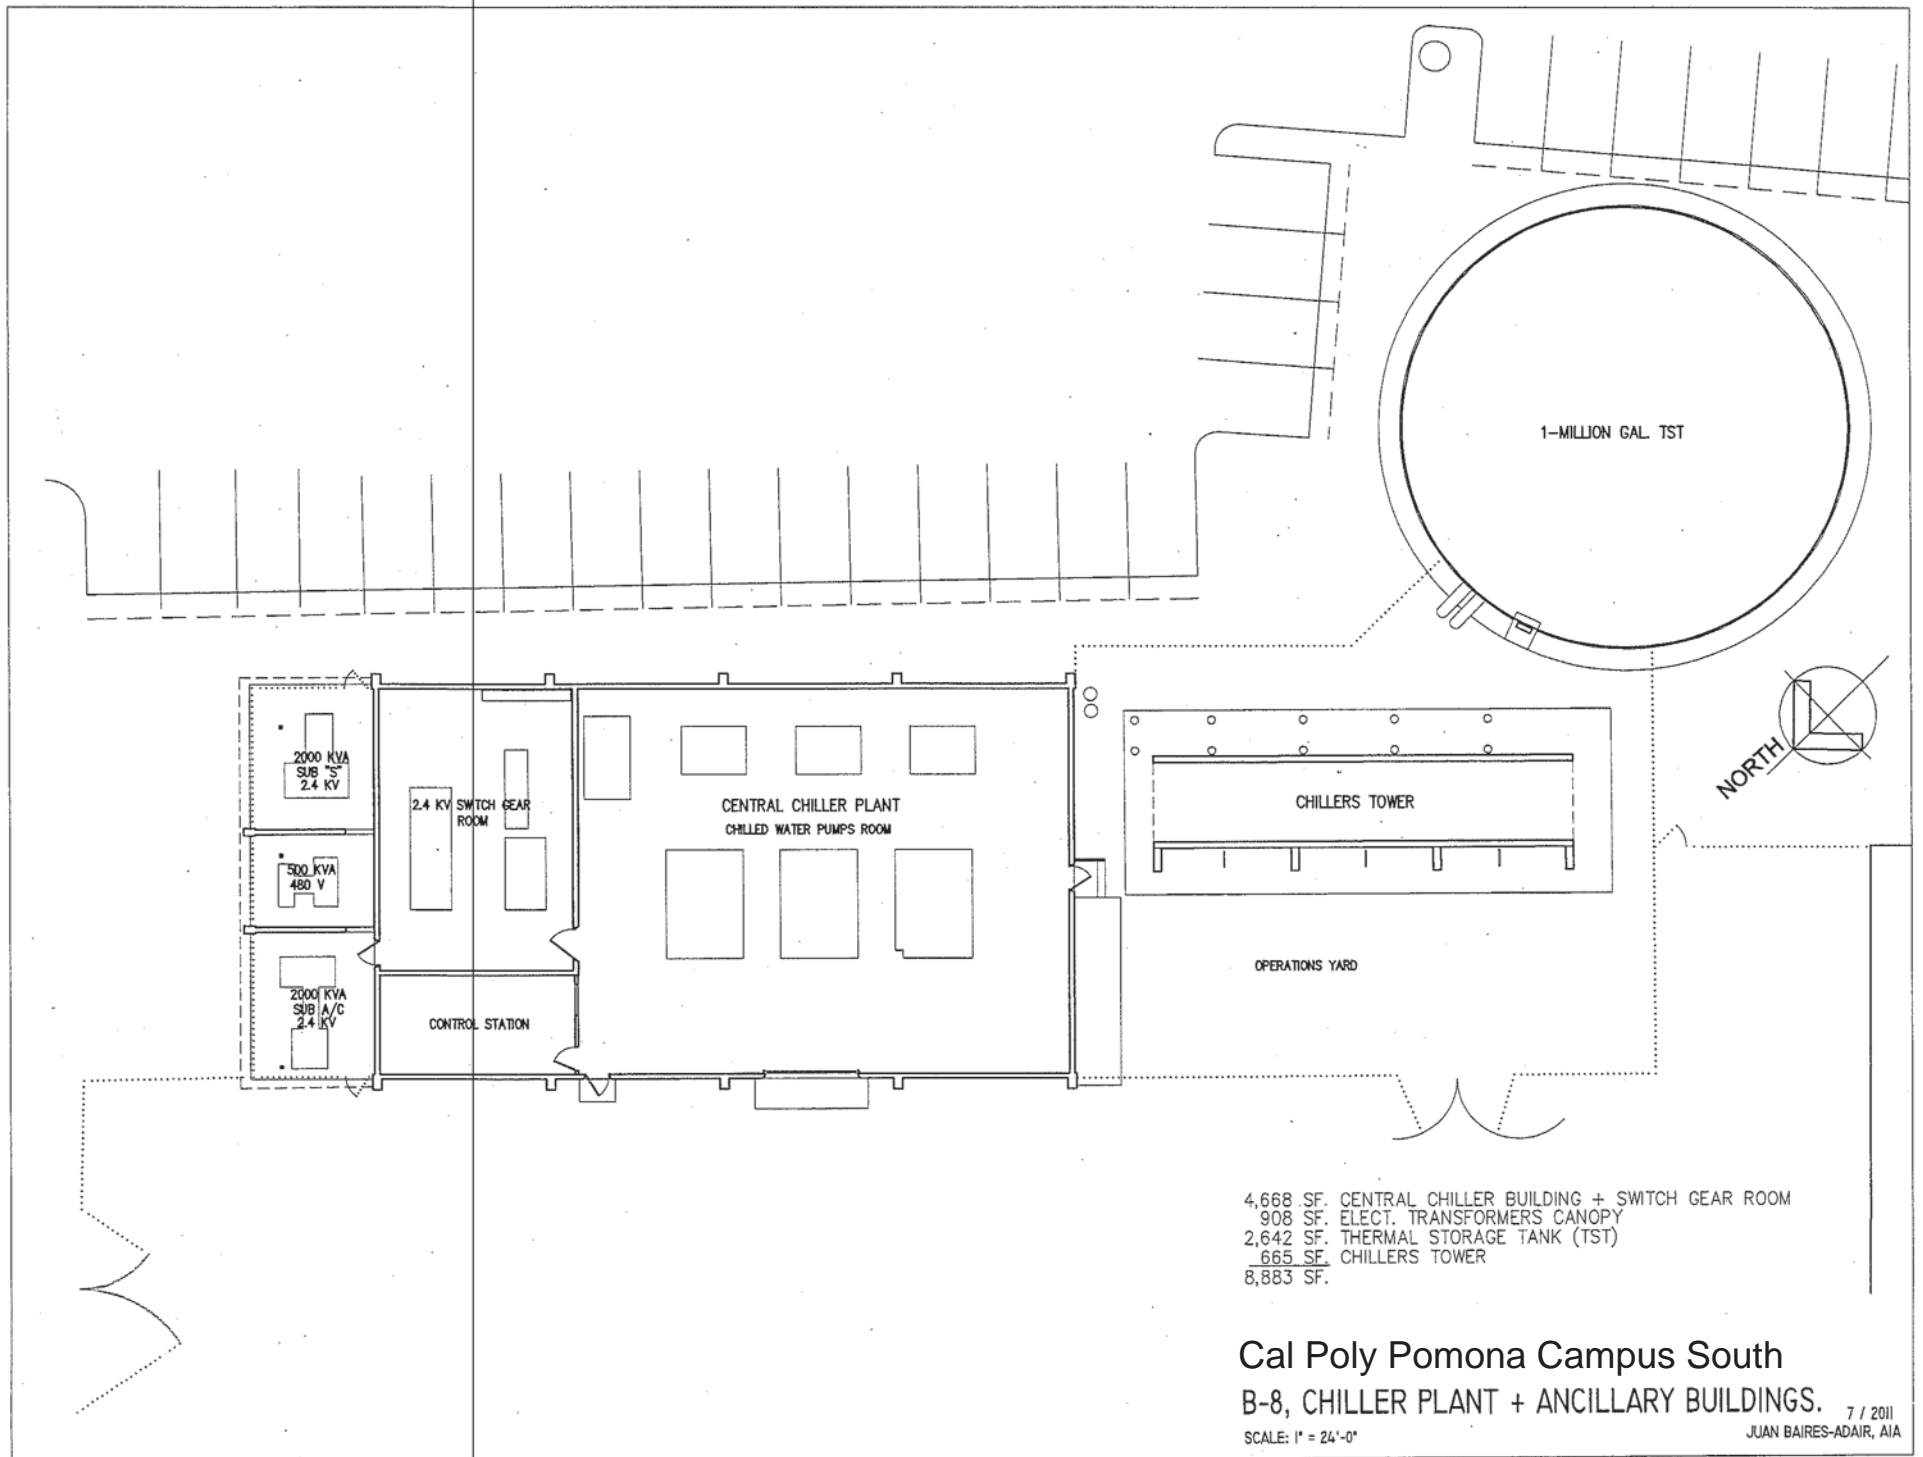 1-MILLION GAL. TST
2000 KVA
SUB "S"
2.4 KV
2.4 KV SWTCH GEAR
ROOM
CENTRAL CHILLER PLANT
CHILLED WATER PUMPS ROOM
CHILLERS TOWER
NORTH
500 KVA
480 V
2000 KVA
SUB A/C
2.4 KV
CONTROL STATION
OPERATIONS YARD
4,668 SF. CENTRAL CHILLER BUILDING + SWITCH GEAR ROOM
908 SF. ELECT. TRANSFORMERS CANOPY
2,642 SF. THERMAL STORAGE TANK (TST)
665 SF. CHILLERS TOWER
8,883 SF.
Cal Poly Pomona Campus South
B-8, CHILLER PLANT + ANCILLARY BUILDINGS.
7 / 2011
SCALE: 1" = 24'-0"
JUAN BAIRES-ADAIR, AIA